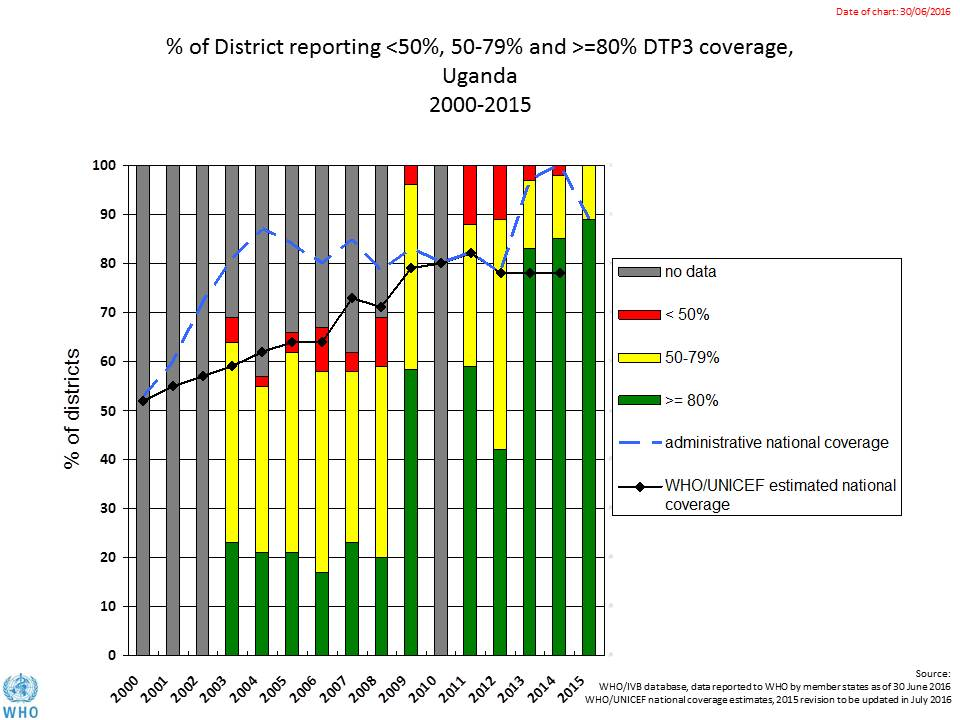 Date of chart: 30/06/2016
% of District reporting <50%, 50-79% and >=80% DTP3 coverage,
Uganda
2000-2015
100
90
80
70
60
50
40
30
20
10
0
% of districts
2000
2001
2002
2003
2004
2005
2006
2007
2008
2009
2010
2011
2012
2013
2014
2015
no data
< 50%
50-79%
>= 80%
administrative national coverage
WHO/UNICEF estimated national
coverage
WHO
Source:
WHO/IVB database, data reported to WHO by member states as of 30 June 2016
WHO/UNICEF national coverage estimates, 2015 revision to be updated in July 2016